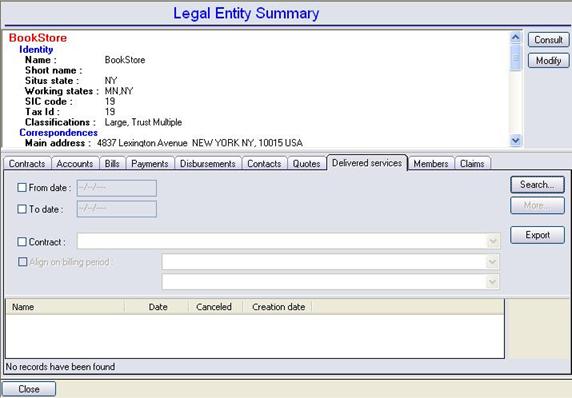 Legal Entity Summary
BookStore
Identity
Name : BookStore
Short name :
Situs state : NY
Working states : MN,NY
SIC code : 19
Tax Id : 19
Classifications : Large, Trust Multiple
Correspondences
Main address : 4837 Lexington Avenue NEW YORK NY, 10015 USA
Consult
Modify
Contracts Accounts Bills Payments Disbursements Contacts Quotes Delivered services Members Claims
From date : --/--/----
To date : --/--/----
Contract :
Align on billing period :
Search...
More...
Export
Name Date Canceled Creation date
No records have been found
Close